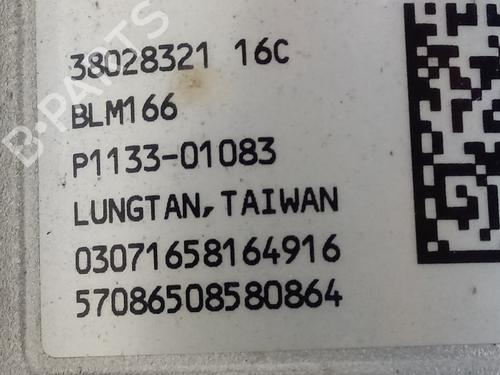 38028321 16C
BLM166
P1133-01083
LUNGTAN, TAIWAN
03071658164916
57086508580864
B-PARTS